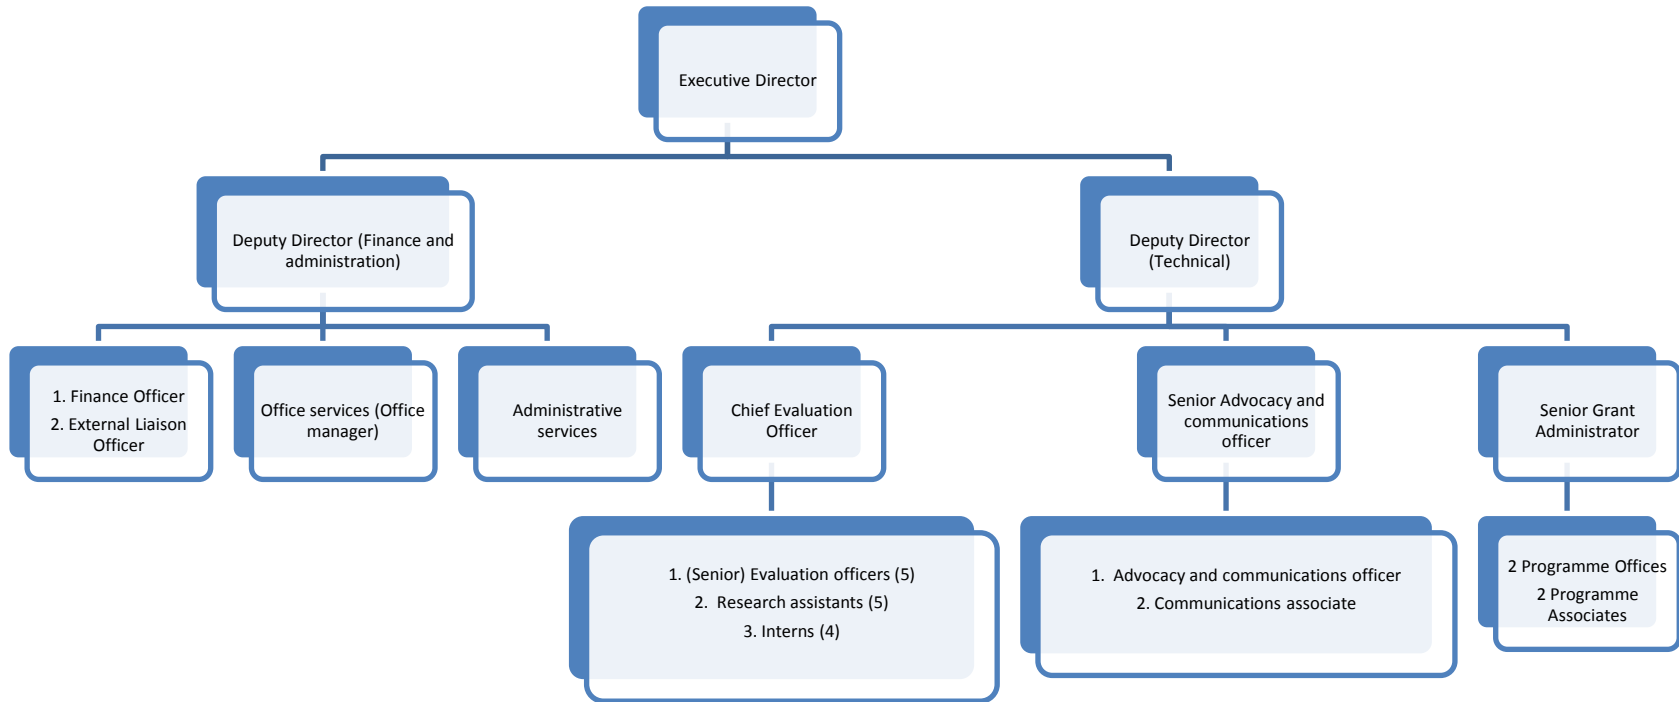 Executive Director
Deputy Director (Finance and
administration)
Deputy Director
(Technical)
1. Finance Officer
2. External Liaison
Officer
Office services (Office
manager)
Administrative
services
Chief Evaluation
Officer
Senior Advocacy and
communications
officer
Senior Grant
Administrator
1. (Senior) Evaluation officers (5)
2. Research assistants (5)
3. Interns (4)
1. Advocacy and communications officer
2. Communications associate
2 Programme Offices
2 Programme
Associates